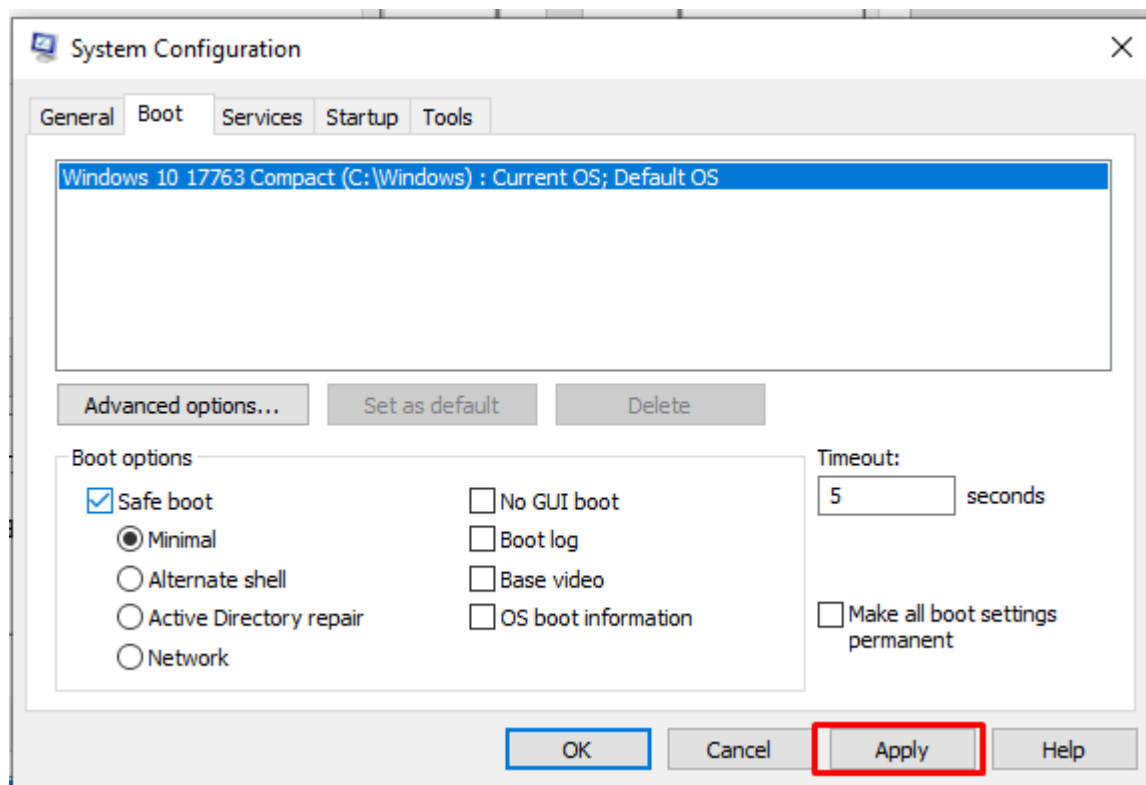 System Configuration
General Boot Services Startup Tools
Windows 10 17763 Compact (C:\Windows) : Current OS; Default OS
Advanced options... Set as default Delete
Boot options
Timeout:
Safe boot No GUI boot
5 seconds
Minimal Boot log
Alternate shell Base video
Active Directory repair OS boot information
Make all boot settings
permanent
Network
OK Cancel Apply Help